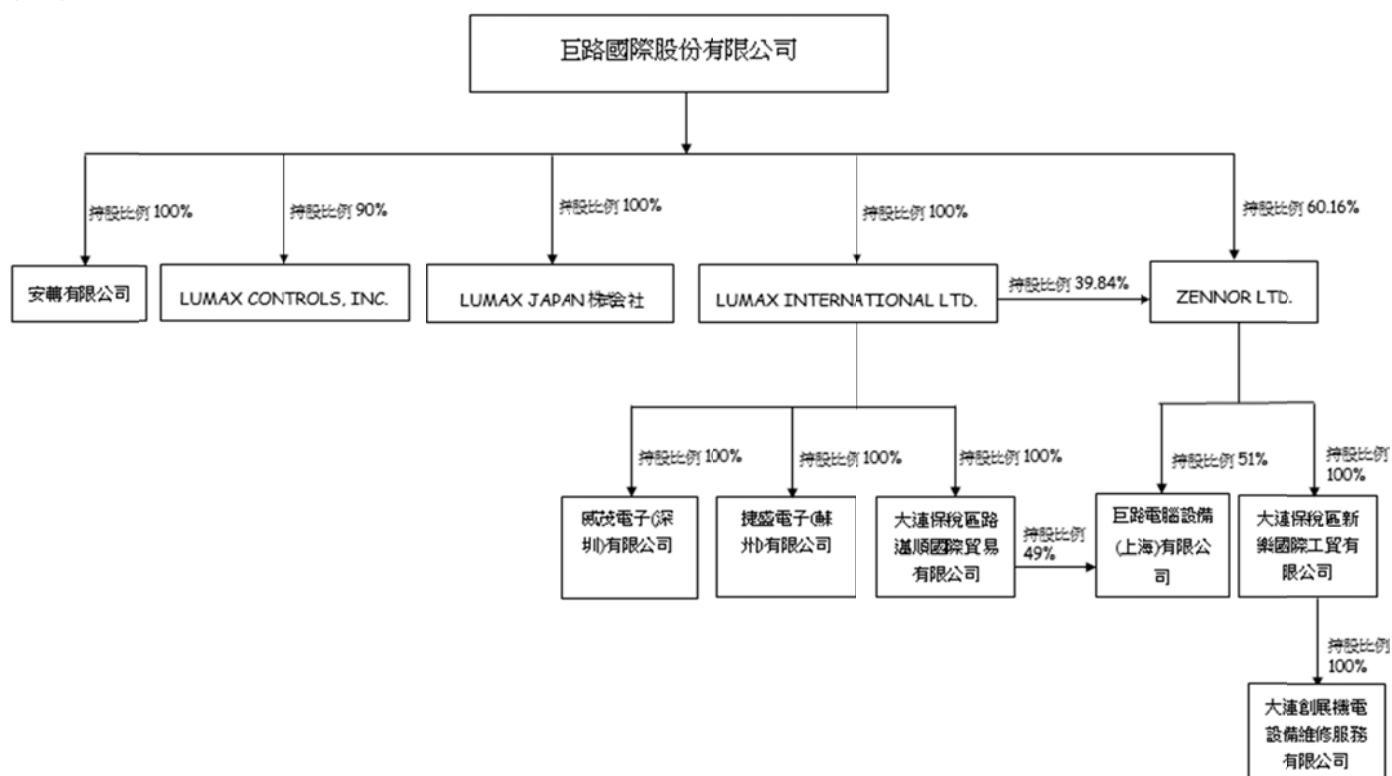 巨路國際股份有限公司
持股比例 100%
持股比例 90%
持股比例 100%
持股比例 100%
持股比例 60.16%
有限公司
LUMAX CONTROLS, INC.
LUMAX JAPAN 株式会社
LUMAX INTERNATIONAL LTD.
持股比例 39.84%
ZENNOR LTD.
持股比例 100%
持股比例 100%
持股比例 100%
持股比例 51%
持股比例
100%
威茂電子(深
圳)有限公司
捷盛電子(蘇
州)有限公司
大連保稅區路
順國際貿易
有限公司
持股比例
49%
巨路電腦設備
(上海)有限公
司
大連保稅區新
樂國際工貿有
限公司
持股比例
100%
大連創展機電
設備維修服務
有限公司